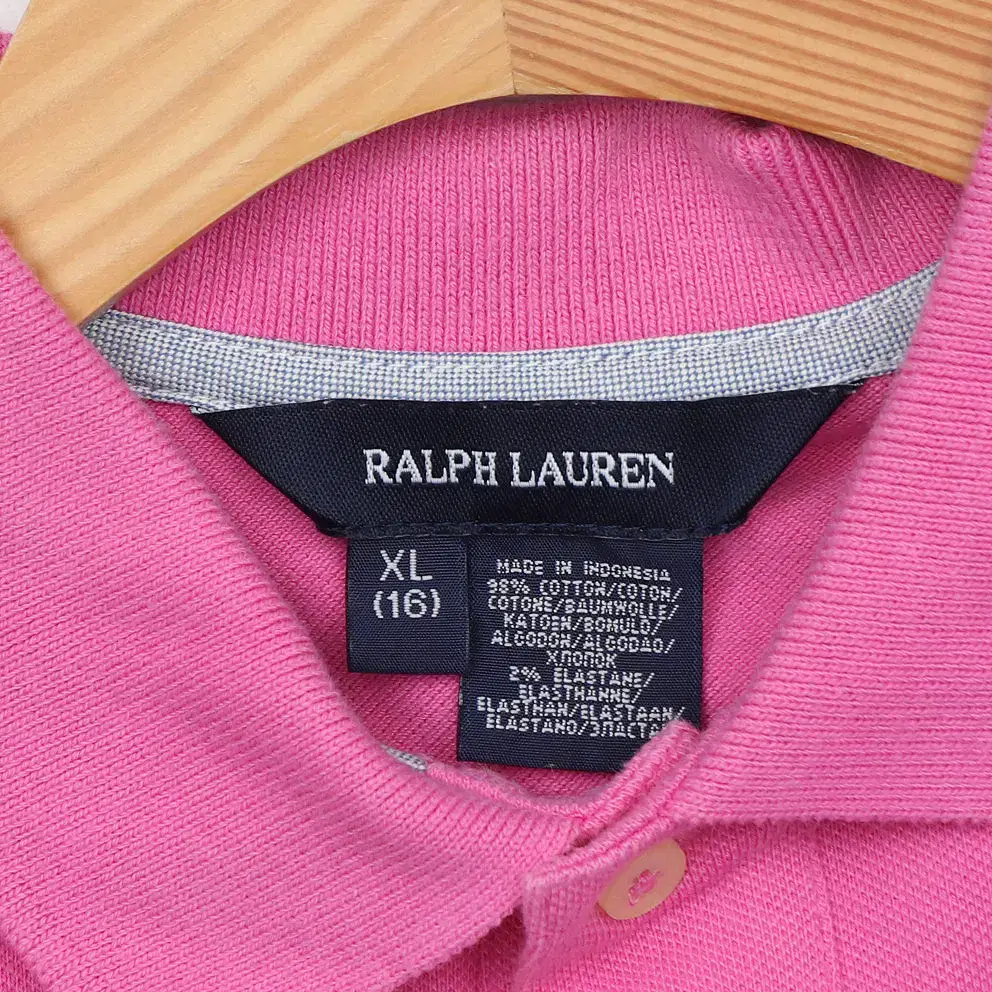 RALPH LAUREN
XL
(16)
MADE IN INDONESIA
98% COTTON/COTON/
COTONE/BAUMWOLLE/
KATOEN/BOMULD/
ALGODON/ALGODAO/
ХЛОПОК
2% ELASTANE/
ELASTHANNE/
ELASTHAN/ELASTAAN/
ELASTANO/